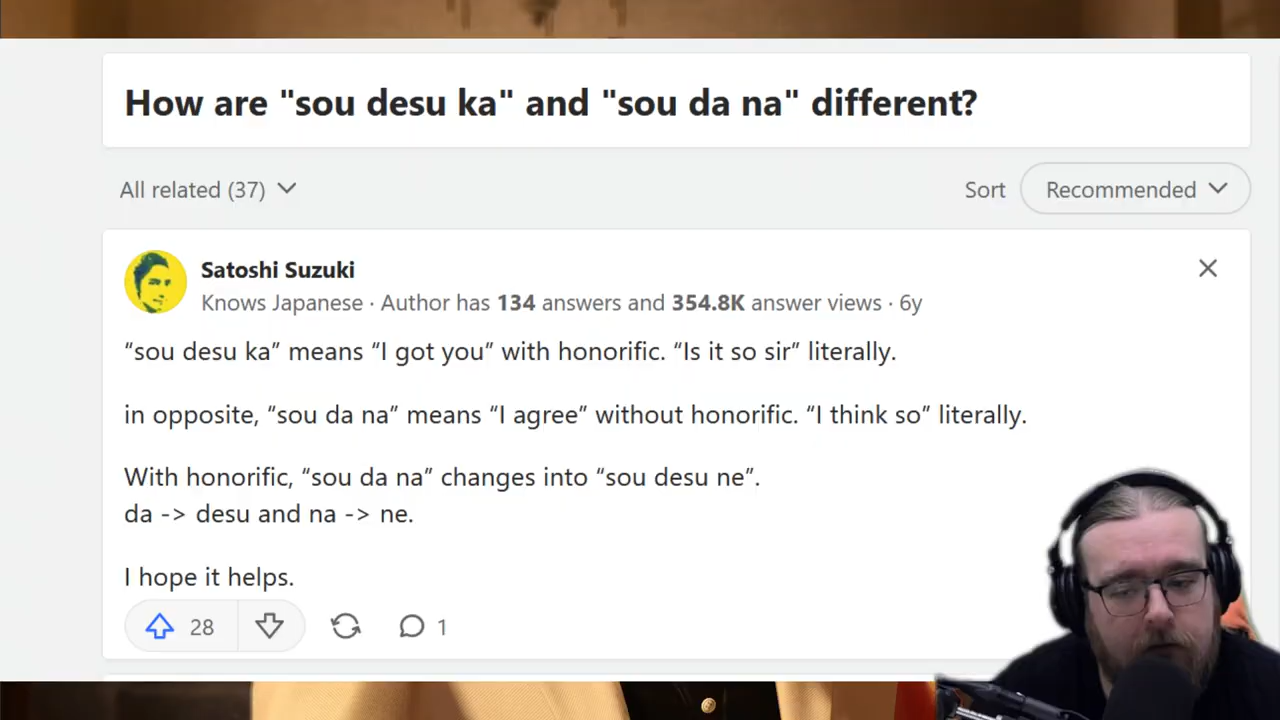 How are "sou desu ka" and "sou da na" different?
All related (37)
Sort
Recommended
Satoshi Suzuki
Knows Japanese · Author has 134 answers and 354.8K answer views · 6y
“sou desu ka” means “I got you” with honorific. “Is it so sir” literally.
in opposite, “sou da na” means “I agree” without honorific. “I think so” literally.
With honorific, “sou da na” changes into “sou desu ne”.
da -> desu and na -> ne.
I hope it helps.
28
1